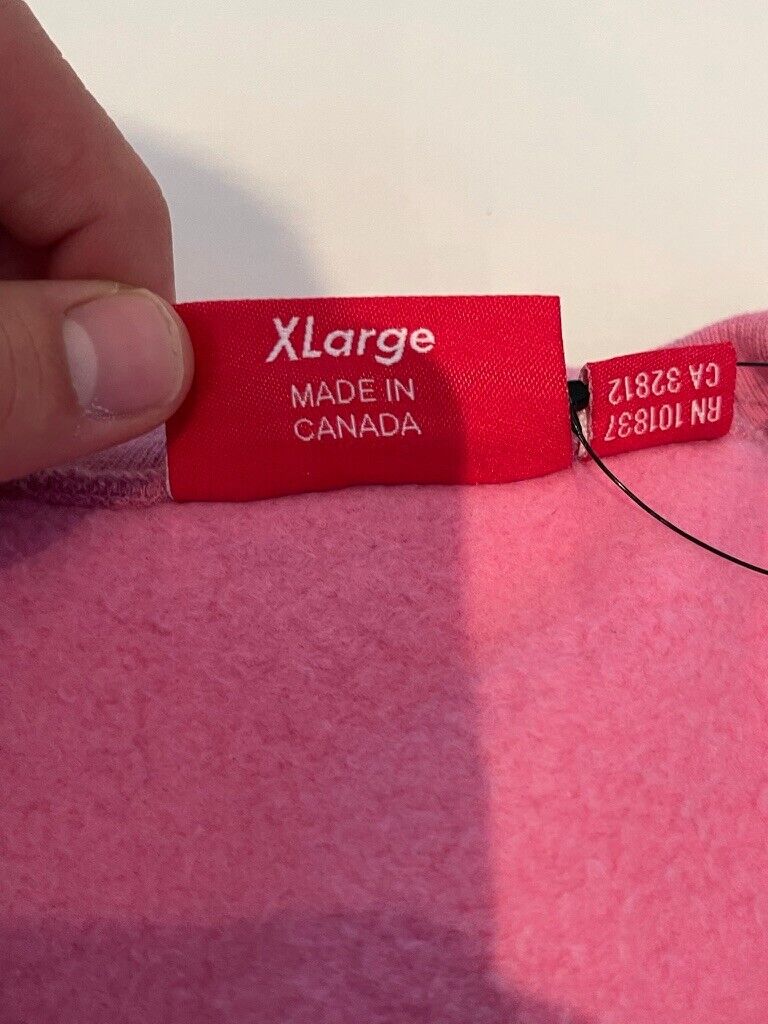 XLarge
MADE IN
CANADA
RN 101837
CA 32812